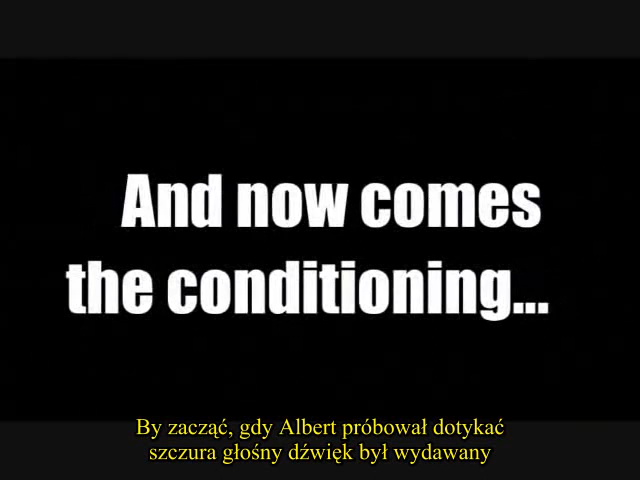 And now comes
the conditioning...
By zacząć, gdy Albert próbował dotykać
szczura głośny dźwięk był wydawany